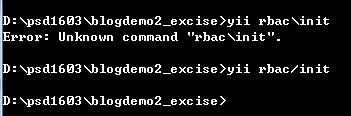 D:\psd1603\blogdemo2_excise>yii rbac\init
Error: Unknown command "rbac\init".
D:\psd1603\blogdemo2_excise>yii rbac/init
D:\psd1603\blogdemo2_excise>